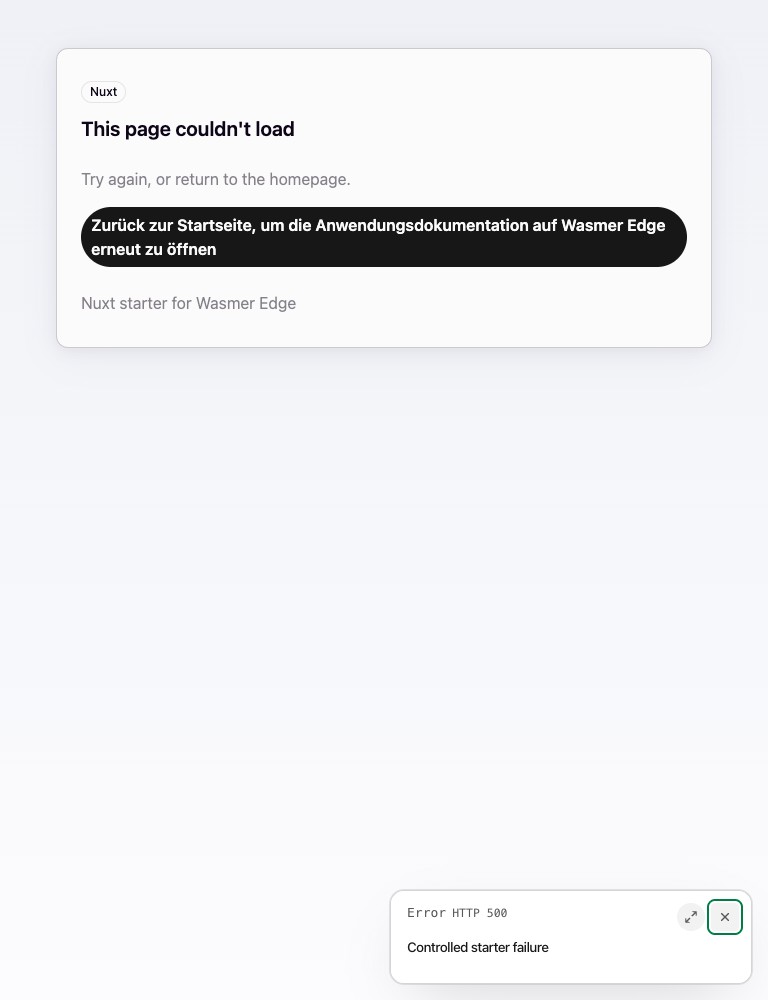 Nuxt
This page couldn't load
Try again, or return to the homepage.
Zurück zur Startseite, um die Anwendungsdokumentation auf Wasmer Edge
erneut zu öffnen
Nuxt starter for Wasmer Edge
Error HTTP 500
Controlled starter failure